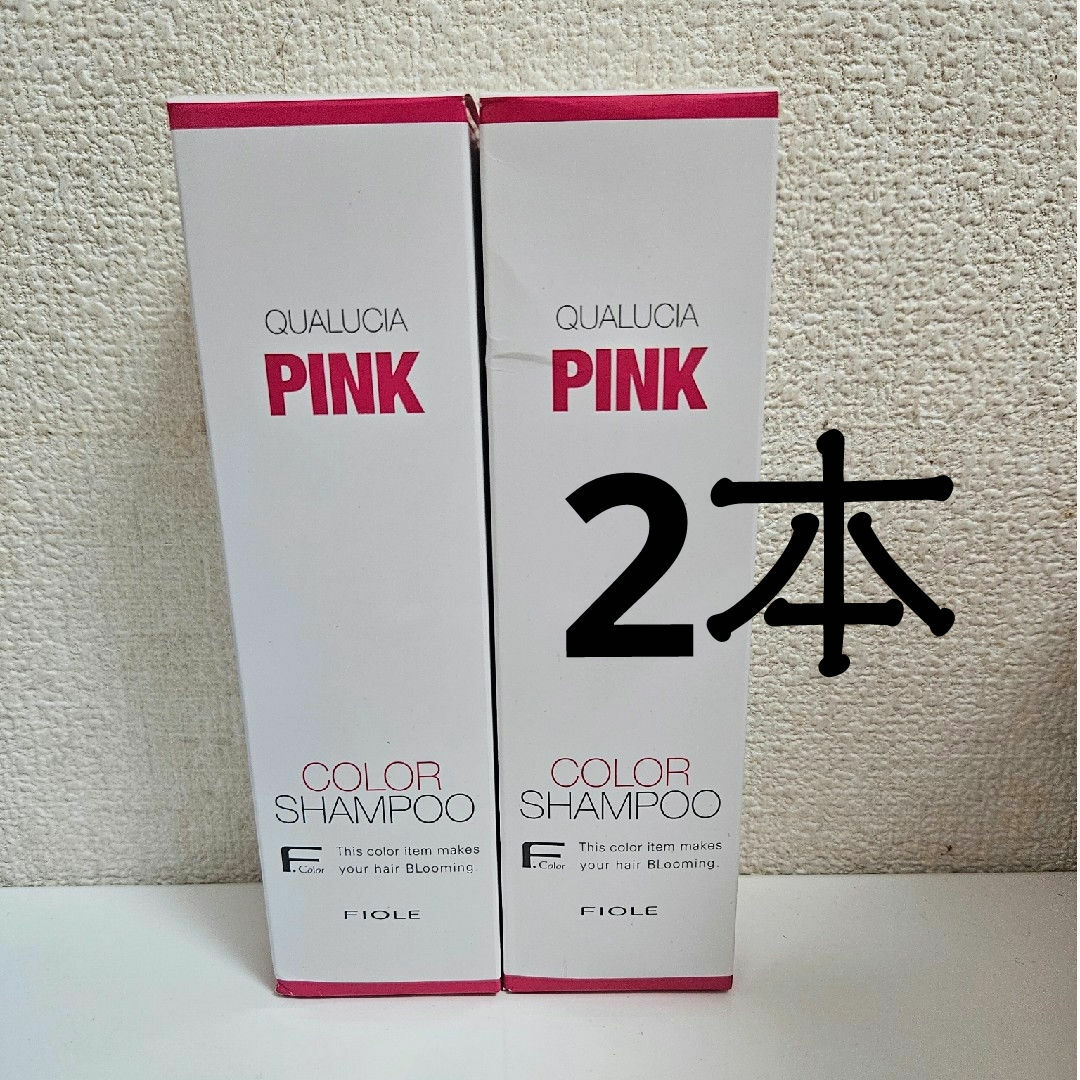 QUALUCIA
PINK
COLOR
SHAMPOO
F.Color
This color item makes
your hair BLooming.
FIOLE
QUALUCIA
PINK
2本
COLOR
SHAMPOO
F.Color
This color item makes
your hair BLooming.
FIOLE